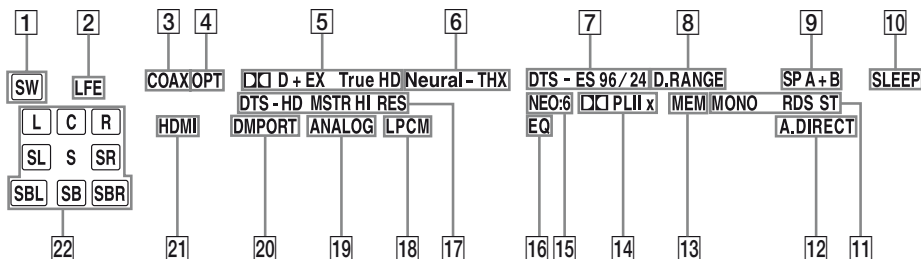 1 2 3 4 5 6 7 8 9 10
SW LFE COAX OPT D + EX True HD Neural - THX DTS - ES 96 / 24 D.RANGE SP A + B SLEEP
L C R DTS - HD MSTR HI RES NEO:6 PLII x MEM MONO RDS ST
HDMI DMPORT ANALOG LPCM EQ A.DIRECT
SL S SR
SBL SB SBR
22 21 20 19 18 17 16 15 14 13 12 11